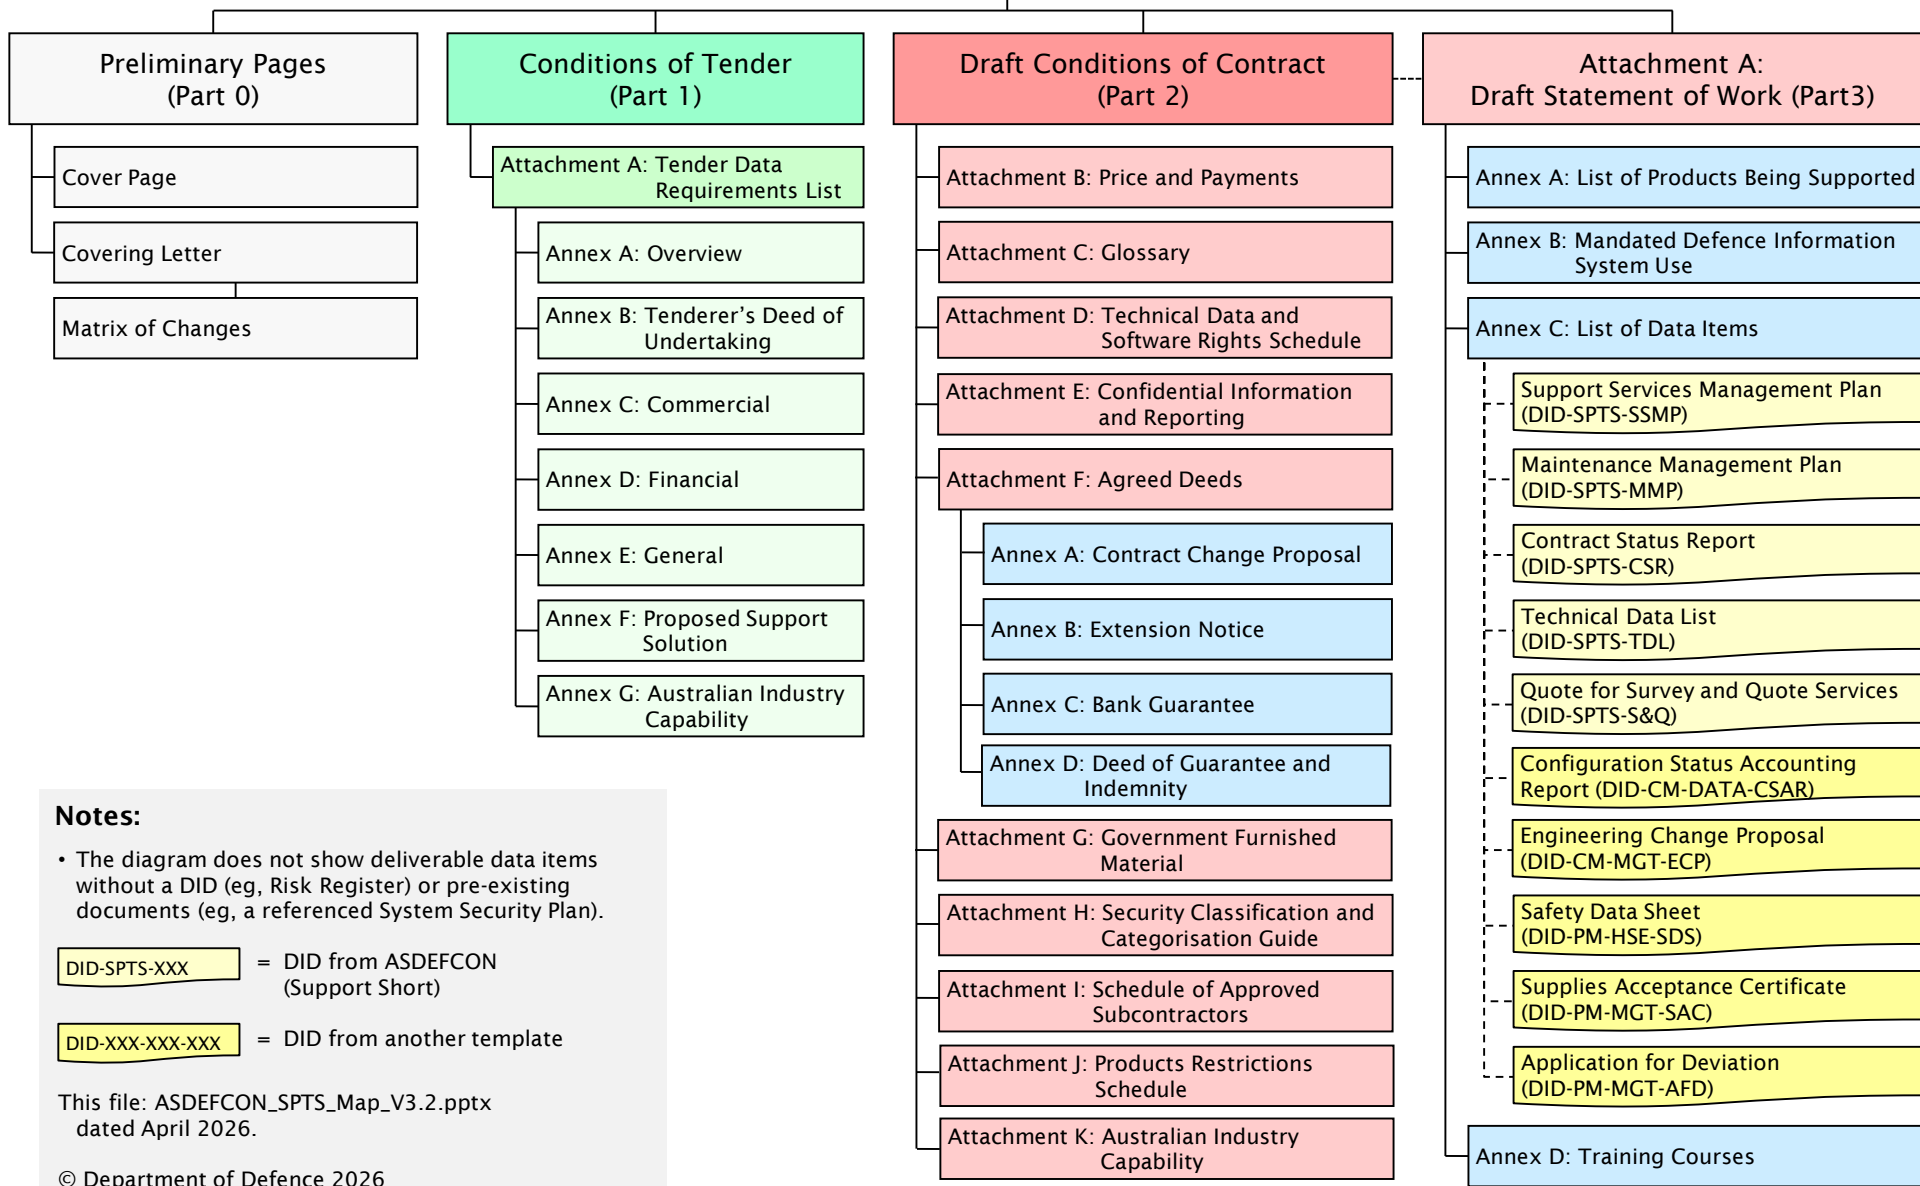 Preliminary Pages
(Part 0)
Cover Page
Covering Letter
Matrix of Changes
Conditions of Tender
(Part 1)
Attachment A: Tender Data
Requirements List
Annex A: Overview
Annex B: Tenderer’s Deed of
Undertaking
Annex C: Commercial
Annex D: Financial
Annex E: General
Annex F: Proposed Support
Solution
Annex G: Australian Industry
Capability
Draft Conditions of Contract
(Part 2)
Attachment B: Price and Payments
Attachment C: Glossary
Attachment D: Technical Data and
Software Rights Schedule
Attachment E: Confidential Information
and Reporting
Attachment F: Agreed Deeds
Annex A: Contract Change Proposal
Annex B: Extension Notice
Annex C: Bank Guarantee
Annex D: Deed of Guarantee and
Indemnity
Attachment G: Government Furnished
Material
Attachment H: Security Classification and
Categorisation Guide
Attachment I: Schedule of Approved
Subcontractors
Attachment J: Products Restrictions
Schedule
Attachment K: Australian Industry
Capability
Attachment A:
Draft Statement of Work (Part3)
Annex A: List of Products Being Supported
Annex B: Mandated Defence Information
System Use
Annex C: List of Data Items
Support Services Management Plan
(DID-SPTS-SSMP)
Maintenance Management Plan
(DID-SPTS-MMP)
Contract Status Report
(DID-SPTS-CSR)
Technical Data List
(DID-SPTS-TDL)
Quote for Survey and Quote Services
(DID-SPTS-S&Q)
Configuration Status Accounting
Report (DID-CM-DATA-CSAR)
Engineering Change Proposal
(DID-CM-MGT-ECP)
Safety Data Sheet
(DID-PM-HSE-SDS)
Supplies Acceptance Certificate
(DID-PM-MGT-SAC)
Application for Deviation
(DID-PM-MGT-AFD)
Annex D: Training Courses
Notes:
• The diagram does not show deliverable data items
without a DID (eg, Risk Register) or pre-existing
documents (eg, a referenced System Security Plan).
DID-SPTS-XXX = DID from ASDEFCON
(Support Short)
DID-XXX-XXX-XXX = DID from another template
This file: ASDEFCON_SPTS_Map_V3.2.pptx
dated April 2026.
© Department of Defence 2026